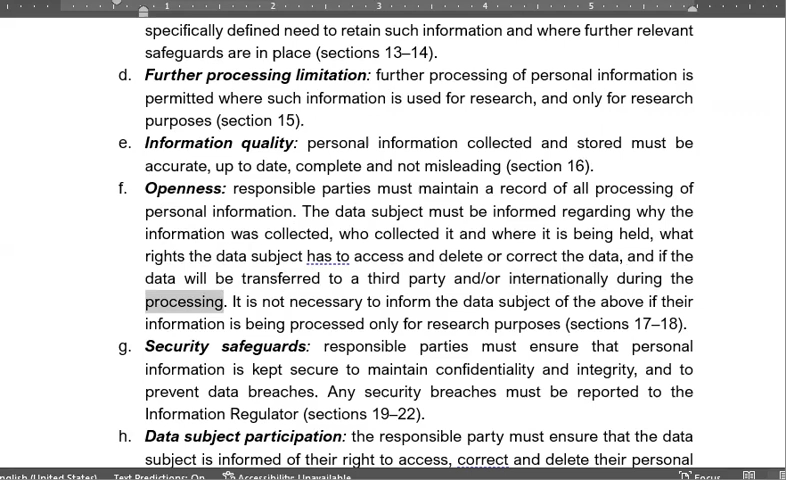 1 2 3 4 5
specifically defined need to retain such information and where further relevant
safeguards are in place (sections 13–14).
d. Further processing limitation: further processing of personal information is
permitted where such information is used for research, and only for research
purposes (section 15).
e. Information quality: personal information collected and stored must be
accurate, up to date, complete and not misleading (section 16).
f. Openness: responsible parties must maintain a record of all processing of
personal information. The data subject must be informed regarding why the
information was collected, who collected it and where it is being held, what
rights the data subject has to access and delete or correct the data, and if the
data will be transferred to a third party and/or internationally during the
processing. It is not necessary to inform the data subject of the above if their
information is being processed only for research purposes (sections 17–18).
g. Security safeguards: responsible parties must ensure that personal
information is kept secure to maintain confidentiality and integrity, and to
prevent data breaches. Any security breaches must be reported to the
Information Regulator (sections 19–22).
h. Data subject participation: the responsible party must ensure that the data
subject is informed of their right to access, correct and delete their personal
nglish (United States) Text Predictions: On Accessibility: Unavailable Focus